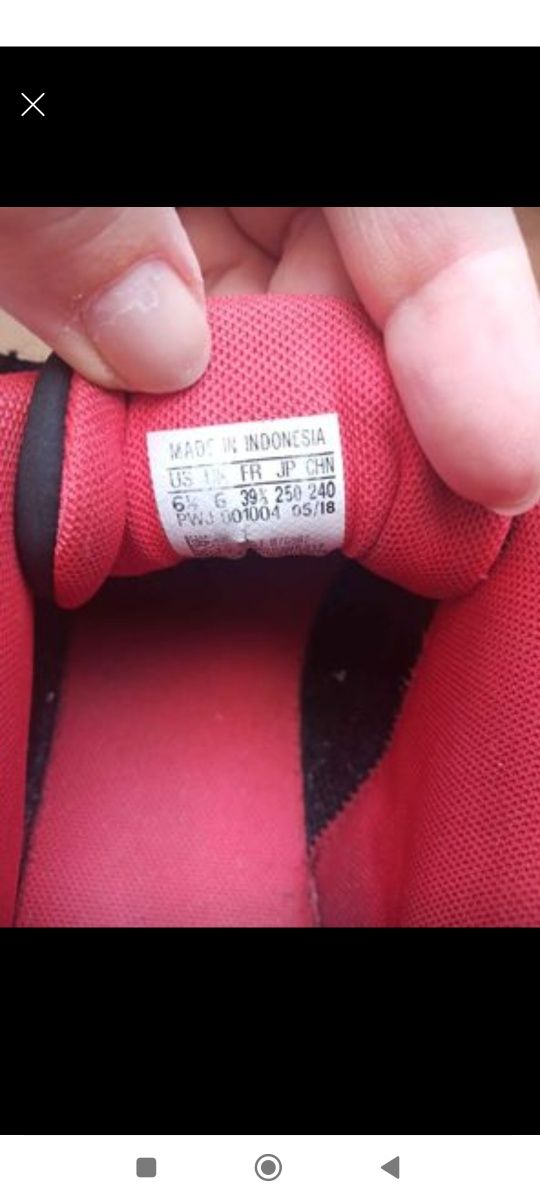 MADE IN INDONESIA
US UK FR JP CHN
6½ 6 39⅓ 250 240
PWJ 001004 05/18